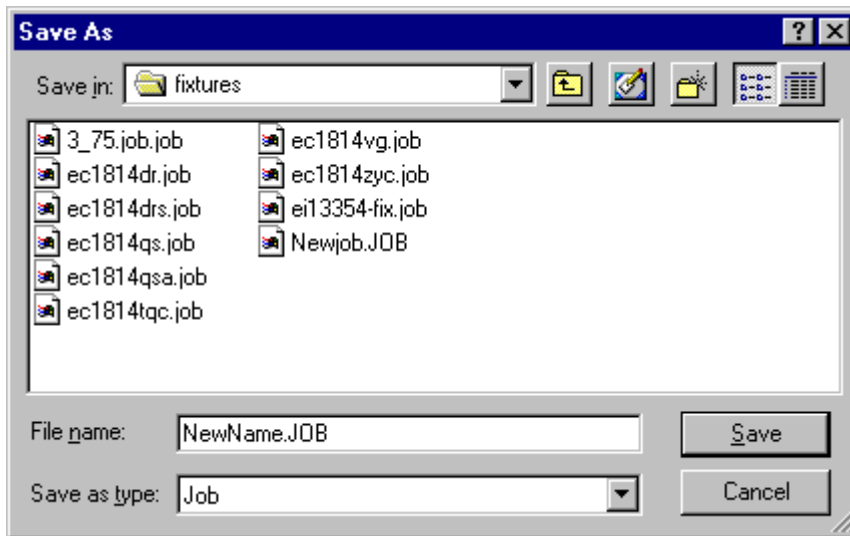 Save As
Save in: fixtures
3_75.job.job
ec1814dr.job
ec1814drs.job
ec1814qs.job
ec1814qsa.job
ec1814tqc.job
ec1814vg.job
ec1814zyc.job
ei13354-fix.job
Newjob.JOB
File name: NewName.JOB Save
Save as type: Job Cancel